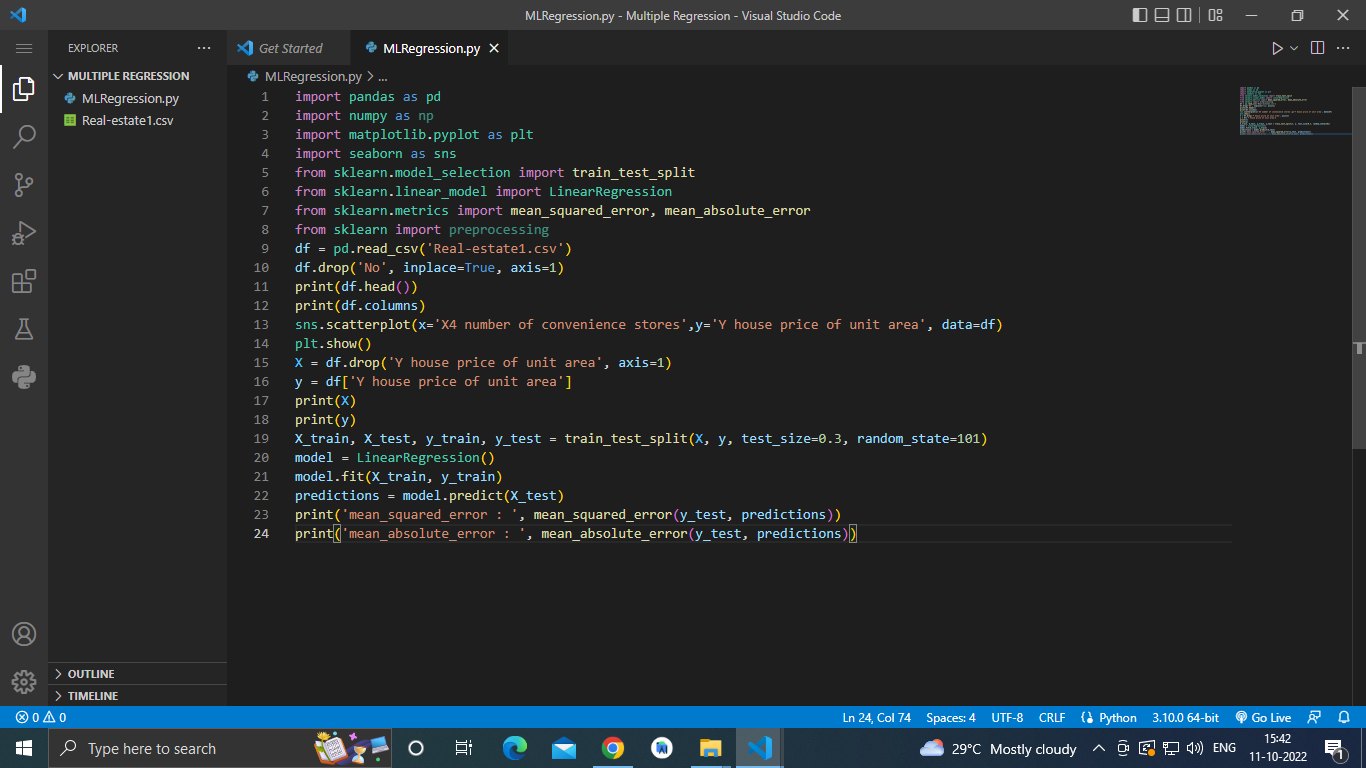 MLRegression.py - Multiple Regression - Visual Studio Code
EXPLORER
Get Started
MLRegression.py
MULTIPLE REGRESSION
MLRegression.py
Real-estate1.csv
MLRegression.py > ...
1 import pandas as pd
2 import numpy as np
3 import matplotlib.pyplot as plt
4 import seaborn as sns
5 from sklearn.model_selection import train_test_split
6 from sklearn.linear_model import LinearRegression
7 from sklearn.metrics import mean_squared_error, mean_absolute_error
8 from sklearn import preprocessing
9 df = pd.read_csv('Real-estate1.csv')
10 df.drop('No', inplace=True, axis=1)
11 print(df.head())
12 print(df.columns)
13 sns.scatterplot(x='X4 number of convenience stores',y='Y house price of unit area', data=df)
14 plt.show()
15 X = df.drop('Y house price of unit area', axis=1)
16 y = df['Y house price of unit area']
17 print(X)
18 print(y)
19 X_train, X_test, y_train, y_test = train_test_split(X, y, test_size=0.3, random_state=101)
20 model = LinearRegression()
21 model.fit(X_train, y_train)
22 predictions = model.predict(X_test)
23 print('mean_squared_error : ', mean_squared_error(y_test, predictions))
24 print('mean_absolute_error : ', mean_absolute_error(y_test, predictions))
OUTLINE
TIMELINE
0 0
Ln 24, Col 74 Spaces: 4 UTF-8 CRLF Python 3.10.0 64-bit Go Live
Type here to search
29°C Mostly cloudy
ENG
15:42
11-10-2022
1